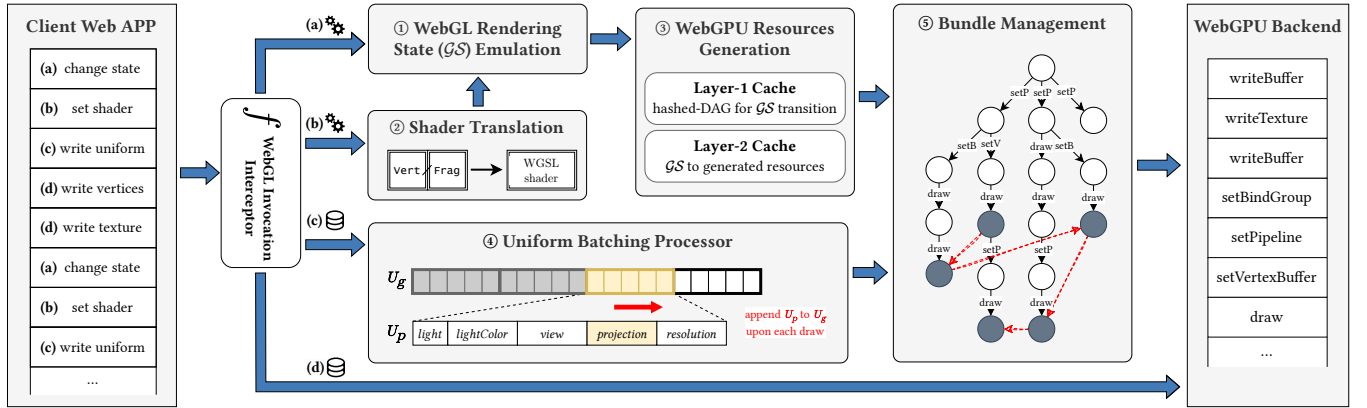 Client Web APP
(a) change state
(b) set shader
(c) write uniform
(d) write vertices
(d) write texture
(a) change state
(b) set shader
(c) write uniform
...
f WebGL Invocation
Interceptor
(a)
(b)
(c)
(d)
① WebGL Rendering
State (𝒢𝒮) Emulation
② Shader Translation
Vert / Frag
WGSL
shader
③ WebGPU Resources
Generation
Layer-1 Cache
hashed-DAG for 𝒢𝒮 transition
Layer-2 Cache
𝒢𝒮 to generated resources
④ Uniform Batching Processor
U_g
U_p
light lightColor view projection resolution
append U_p to U_g
upon each draw
⑤ Bundle Management
setP setP setP
setB setV draw setB
draw draw draw draw
draw setP setP
draw draw
WebGPU Backend
writeBuffer
writeTexture
writeBuffer
setBindGroup
setPipeline
setVertexBuffer
draw
...